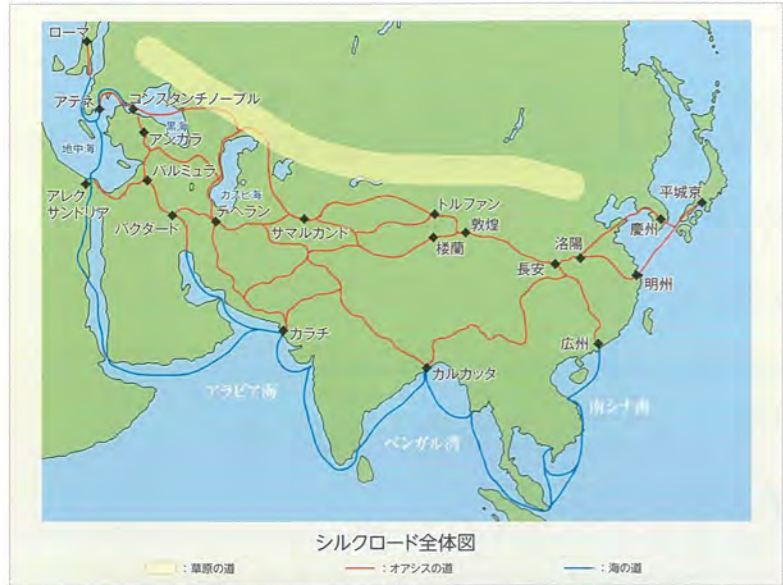 ローマ
アテネ
コンスタンチノープル
黒海
アンカラ
地中海
パルミュラ
アレク
サンドリア
バクダード
カスピ海
テヘラン
サマルカンド
トルファン
楼蘭
敦煌
長安
洛陽
慶州
平城京
明州
広州
カラチ
カルカッタ
アラビア海
ベンガル湾
南シナ海
シルクロード全体図
：草原の道
：オアシスの道
：海の道